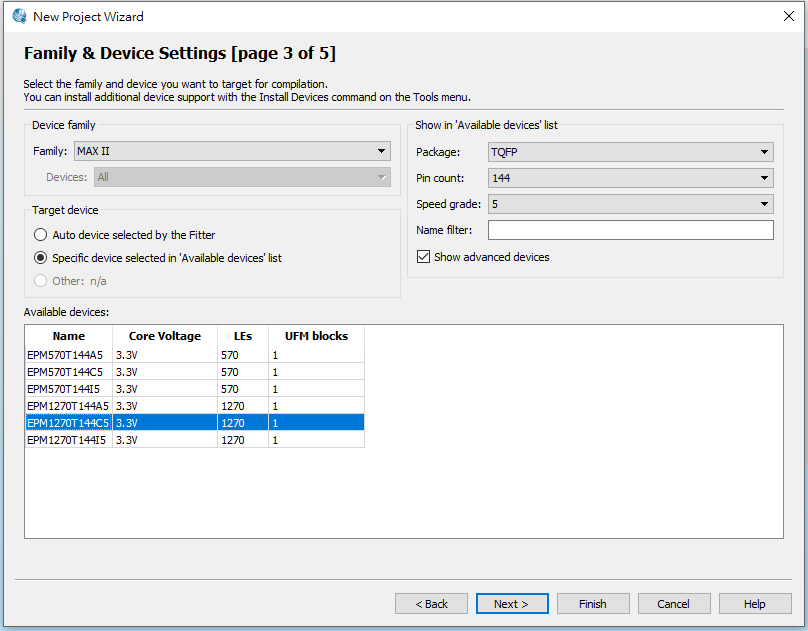 New Project Wizard
Family & Device Settings [page 3 of 5]
Select the family and device you want to target for compilation.
You can install additional device support with the Install Devices command on the Tools menu.
Device family
Family: MAX II
Devices: All
Target device
Auto device selected by the Fitter
Specific device selected in 'Available devices' list
Other: n/a
Show in 'Available devices' list
Package: TQFP
Pin count: 144
Speed grade: 5
Name filter:
Show advanced devices
Available devices:
Name Core Voltage LEs UFM blocks
EPM570T144A5 3.3V 570 1
EPM570T144C5 3.3V 570 1
EPM570T144I5 3.3V 570 1
EPM1270T144A5 3.3V 1270 1
EPM1270T144C5 3.3V 1270 1
EPM1270T144I5 3.3V 1270 1
< Back Next > Finish Cancel Help